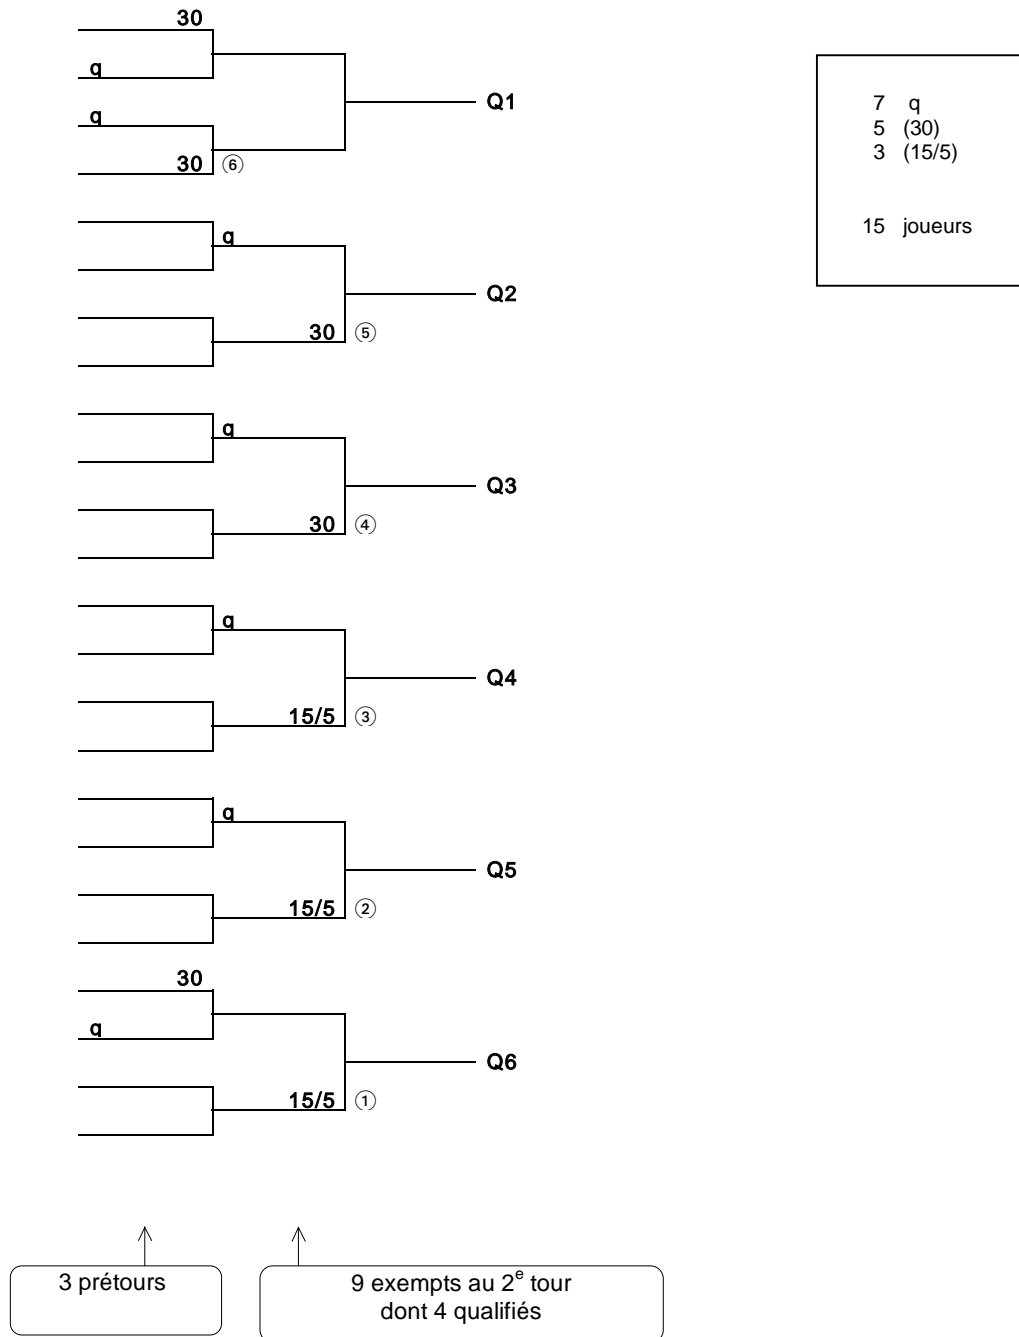 30
q
Q1
q
30 ⑥
7 q
5 (30)
3 (15/5)
15 joueurs
q
Q2
30 ⑤
q
Q3
30 ④
q
Q4
15/5 ③
q
Q5
15/5 ②
30
q
Q6
15/5 ①
3 prétours
9 exempts au 2e tour
dont 4 qualifiés